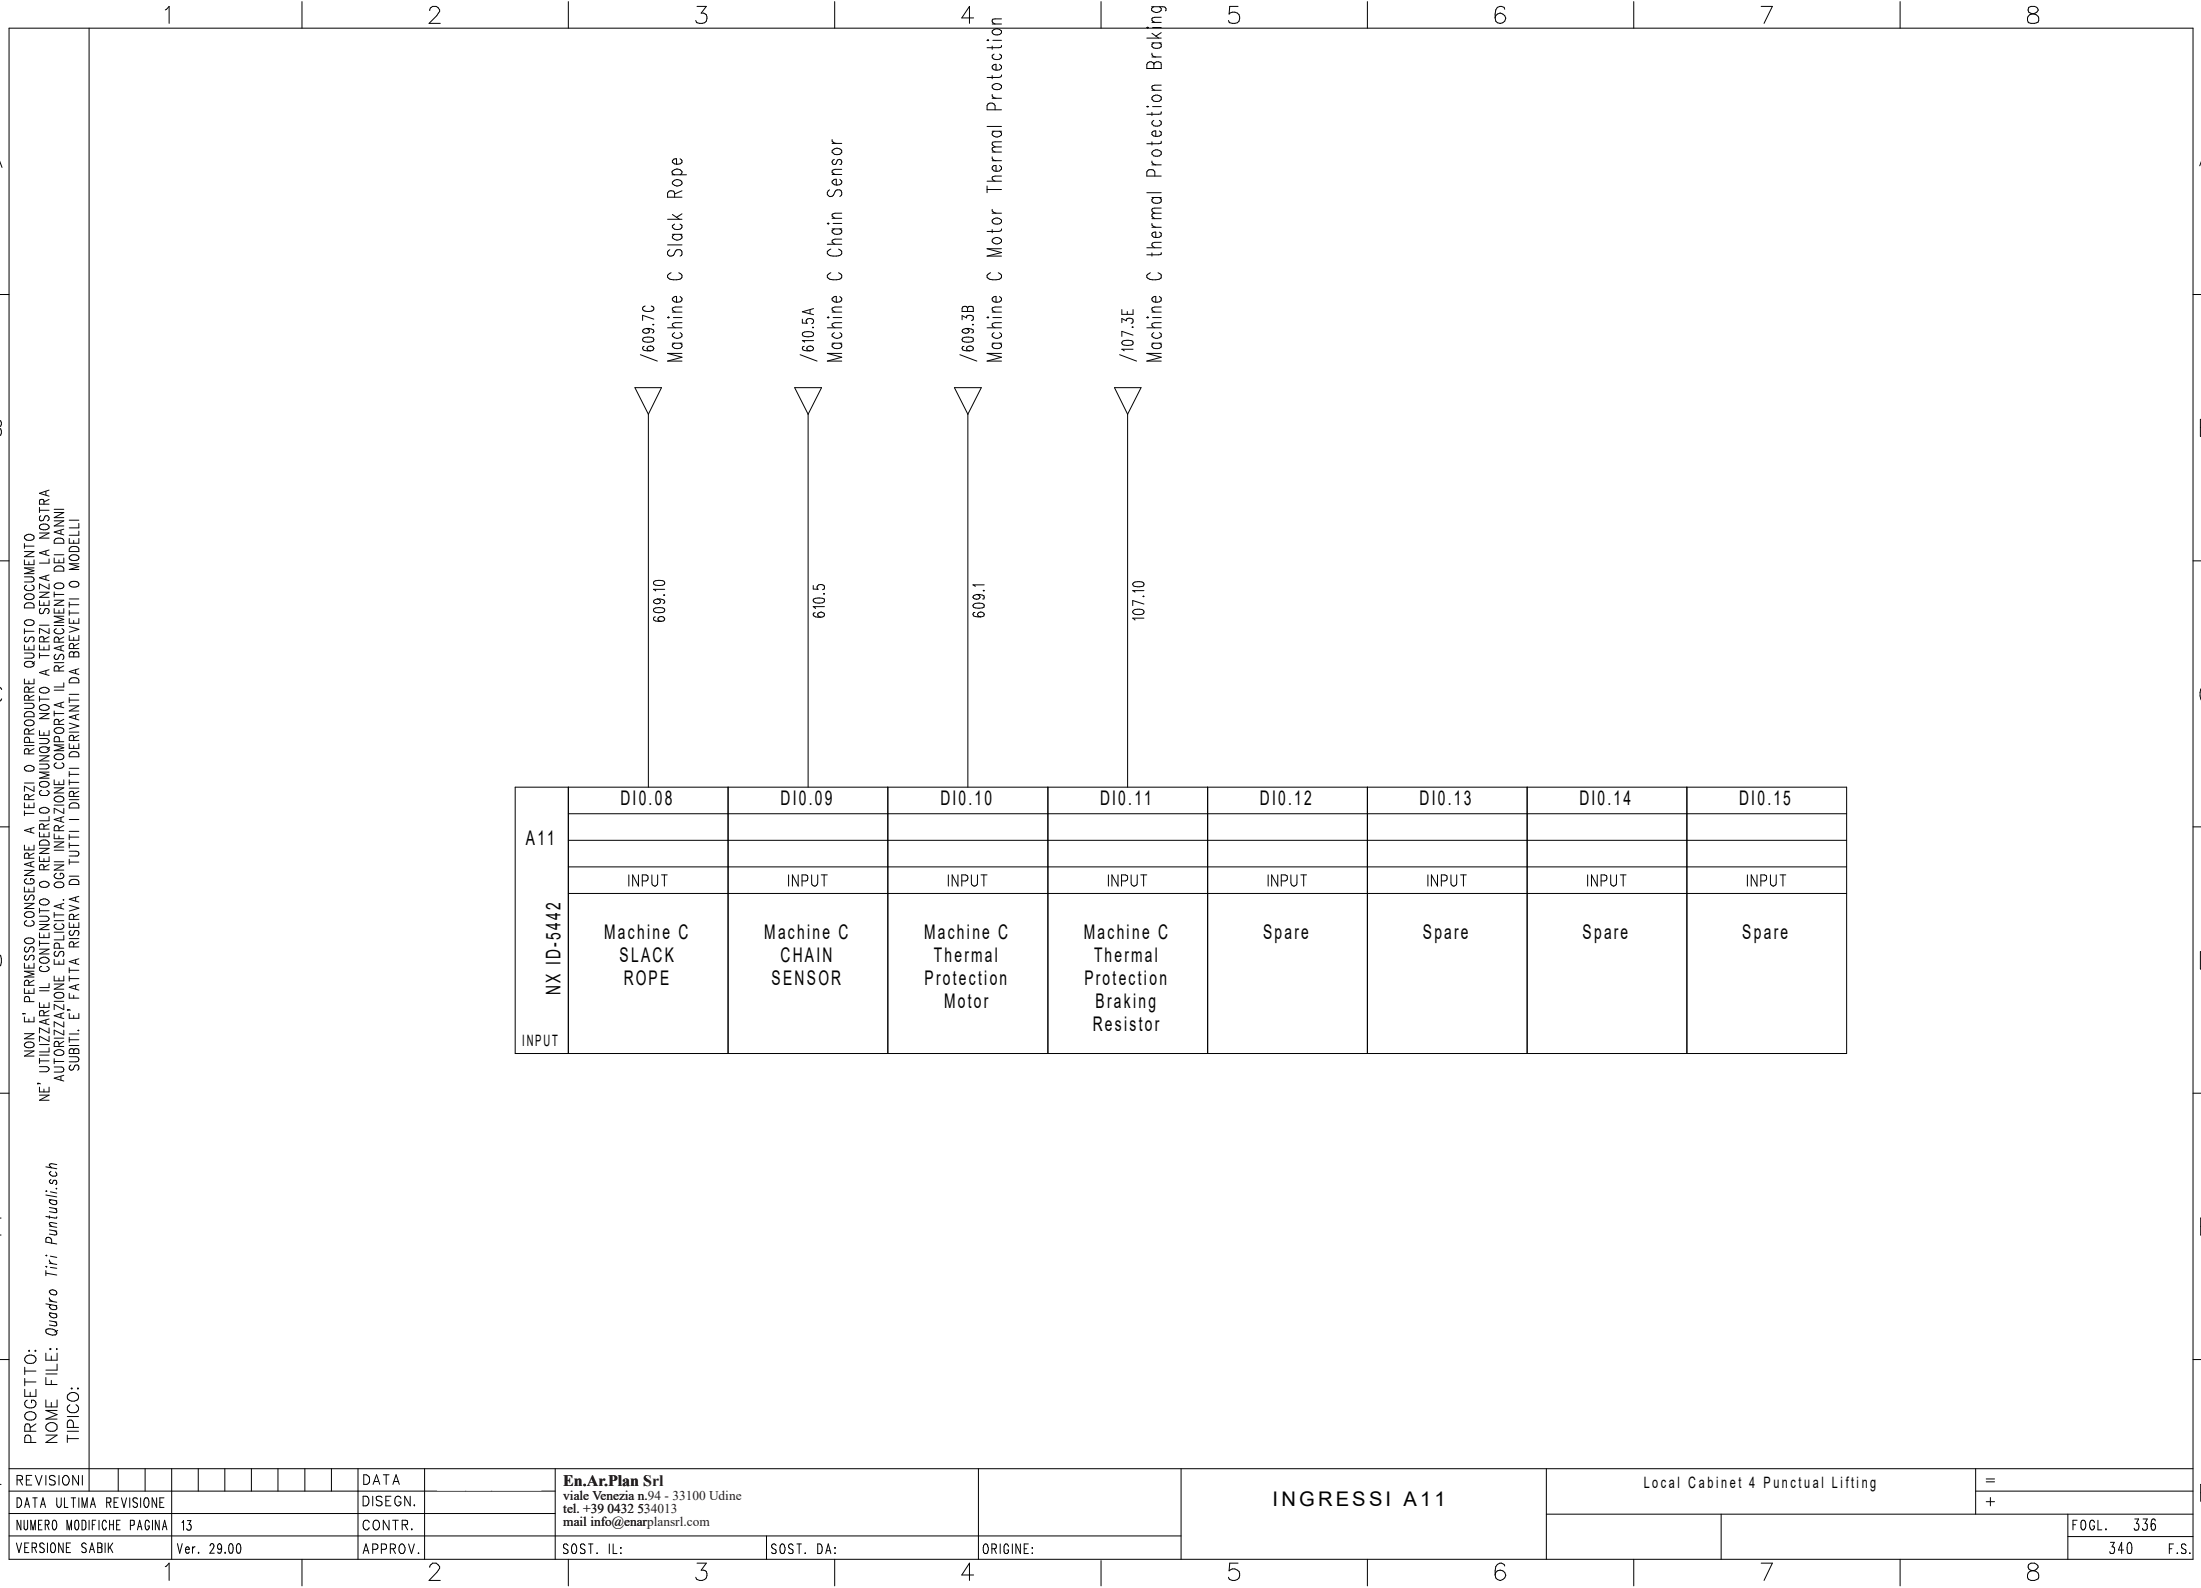 1 2 3 4 5 6 7 8
/609.7C
Machine C Slack Rope
/610.5A
Machine C Chain Sensor
/609.3B
Machine C Motor Thermal Protection
/107.3E
Machine C thermal Protection Braking
609.10
610.5
609.1
107.10
A11
NX ID-5442
INPUT
DI0.08 DI0.09 DI0.10 DI0.11 DI0.12 DI0.13 DI0.14 DI0.15
INPUT INPUT INPUT INPUT INPUT INPUT INPUT INPUT
Machine C
SLACK
ROPE
Machine C
CHAIN
SENSOR
Machine C
Thermal
Protection
Motor
Machine C
Thermal
Protection
Braking
Resistor
Spare
Spare
Spare
Spare
NON E' PERMESSO CONSEGNARE A TERZI O RIPRODURRE QUESTO DOCUMENTO
NE' UTILIZZARE IL CONTENUTO O RENDERLO COMUNQUE NOTO A TERZI SENZA LA NOSTRA
AUTORIZZAZIONE ESPLICITA. OGNI INFRAZIONE COMPORTA IL RISARCIMENTO DEI DANNI
SUBITI. E' FATTA RISERVA DI TUTTI I DIRITTI DERIVANTI DA BREVETTI O MODELLI
PROGETTO:
NOME FILE: Quadro Tiri Puntuali.sch
TIPICO:
REVISIONI
DATA ULTIMA REVISIONE
NUMERO MODIFICHE PAGINA 13
VERSIONE SABIK Ver. 29.00
DATA
DISEGN.
CONTR.
APPROV.
En.Ar.Plan Srl
viale Venezia n.94 - 33100 Udine
tel. +39 0432 534013
mail info@enarplansrl.com
SOST. IL: SOST. DA: ORIGINE:
INGRESSI A11
Local Cabinet 4 Punctual Lifting
=
+
FOGL. 336
340 F.S.
1 2 3 4 5 6 7 8